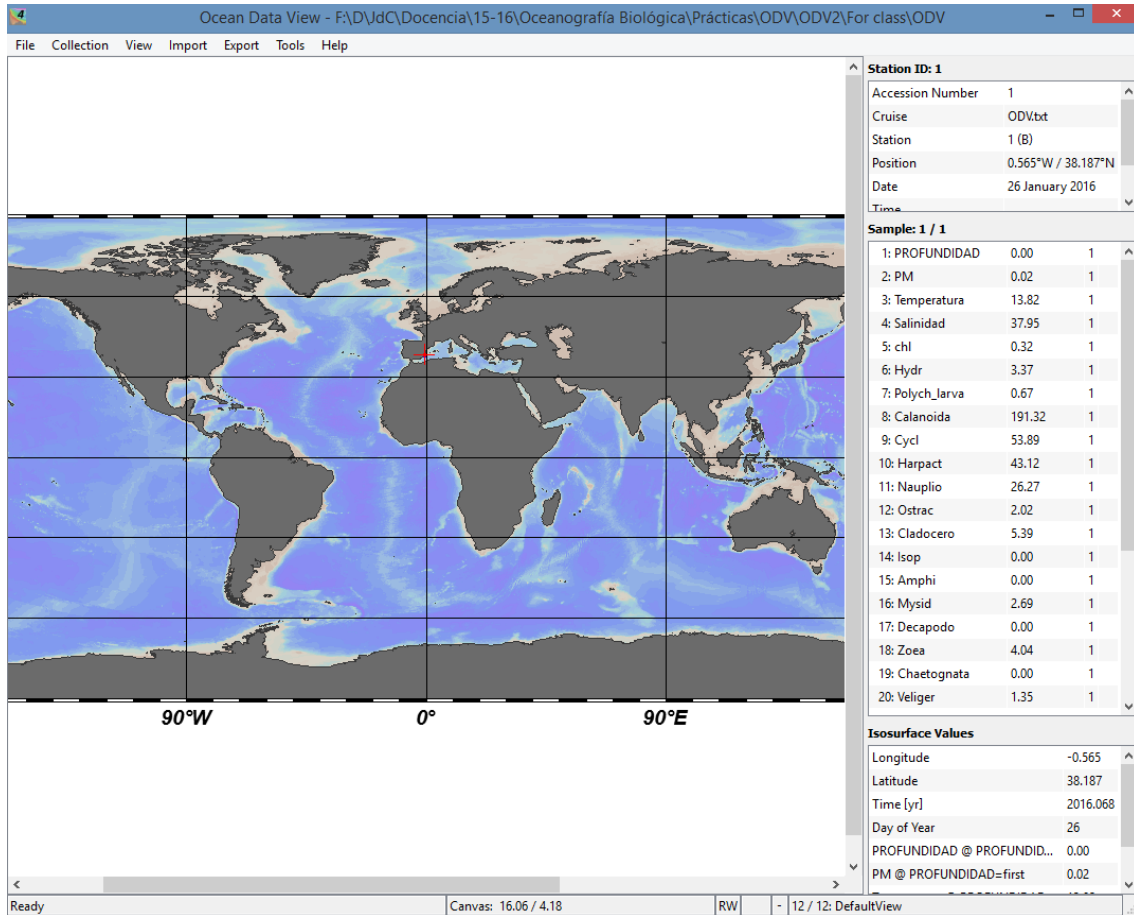 4
Ocean Data View - F:\D\JdC\Docencia\15-16\Oceanografía Biológica\Prácticas\ODV\ODV2\For class\ODV
File Collection View Import Export Tools Help
90°W 0° 90°E
Station ID: 1
Accession Number 1
Cruise ODV.txt
Station 1 (B)
Position 0.565°W / 38.187°N
Date 26 January 2016
Time
Sample: 1 / 1
1: PROFUNDIDAD 0.00 1
2: PM 0.02 1
3: Temperatura 13.82 1
4: Salinidad 37.95 1
5: chl 0.32 1
6: Hydr 3.37 1
7: Polych_larva 0.67 1
8: Calanoida 191.32 1
9: Cycl 53.89 1
10: Harpact 43.12 1
11: Nauplio 26.27 1
12: Ostrac 2.02 1
13: Cladocero 5.39 1
14: Isop 0.00 1
15: Amphi 0.00 1
16: Mysid 2.69 1
17: Decapodo 0.00 1
18: Zoea 4.04 1
19: Chaetognata 0.00 1
20: Veliger 1.35 1
Isosurface Values
Longitude -0.565
Latitude 38.187
Time [yr] 2016.068
Day of Year 26
PROFUNDIDAD @ PROFUNDID... 0.00
PM @ PROFUNDIDAD=first 0.02
Ready Canvas: 16.06 / 4.18 RW - 12 / 12: DefaultView